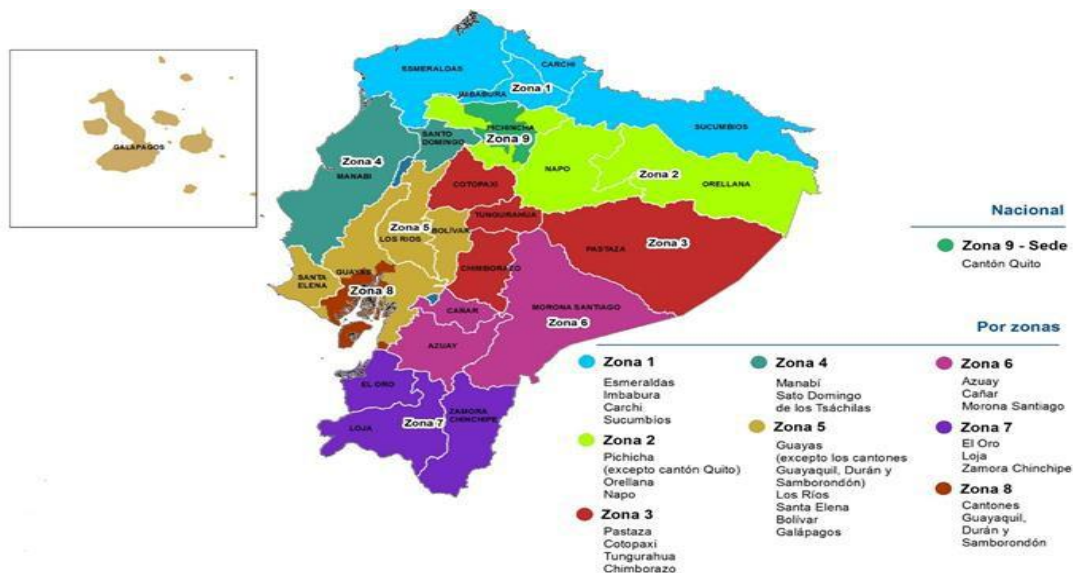 ESMERALDAS
CARCHI
IMBABURA
Zona 1
SUCUMBIOS
PICHINCHA
Zona 9
SANTO
DOMINGO
Zona 4
MANABI
NAPO
Zona 2
ORELLANA
GALAPAGOS
COTOPAXI
TUNGURAHUA
Zona 5
LOS RIOS
BOLÍVAR
PASTAZA
Zona 3
CHIMBORAZO
SANTA
ELENA
GUAYAS
Zona 8
CAÑAR
MORONA SANTIAGO
Zona 6
AZUAY
EL ORO
LOJA
Zona 7
ZAMORA
CHINCHIPE
Nacional
Zona 9 - Sede
Cantón Quito
Por zonas
Zona 1
Esmeraldas
Imbabura
Carchi
Sucumbios
Zona 2
Pichicha
(excepto cantón Quito)
Orellana
Napo
Zona 3
Pastaza
Cotopaxi
Tungurahua
Chimborazo
Zona 4
Manabí
Sato Domingo
de los Tsáchilas
Zona 5
Guayas
(excepto los cantones
Guayaquil, Durán y
Samborondón)
Los Ríos
Santa Elena
Bolívar
Galápagos
Zona 6
Azuay
Cañar
Morona Santiago
Zona 7
El Oro
Loja
Zamora Chinchipe
Zona 8
Cantones
Guayaquil,
Durán y
Samborondón